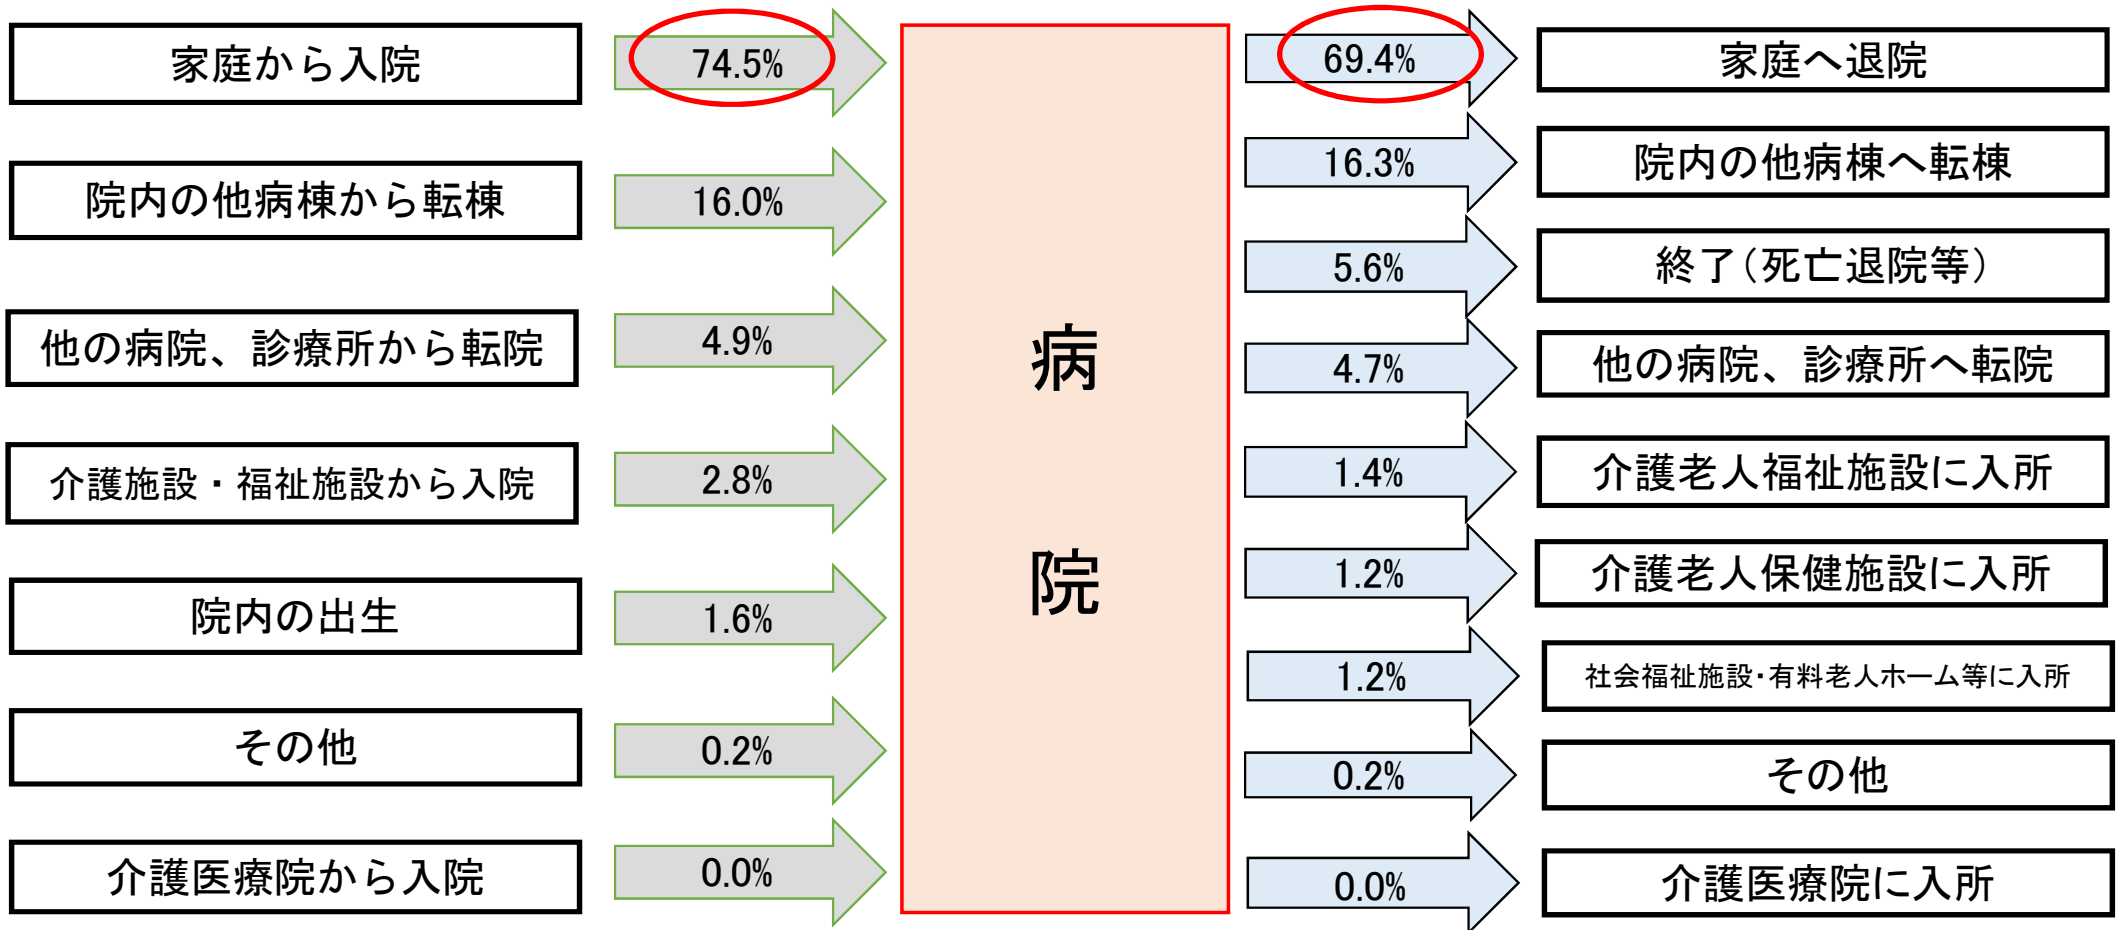 家庭から入院
74.5%
院内の他病棟から転棟
16.0%
他の病院、診療所から転院
4.9%
介護施設・福祉施設から入院
2.8%
院内の出生
1.6%
その他
0.2%
介護医療院から入院
0.0%
病
院
69.4%
家庭へ退院
16.3%
院内の他病棟へ転棟
5.6%
終了(死亡退院等)
4.7%
他の病院、診療所へ転院
1.4%
介護老人福祉施設に入所
1.2%
介護老人保健施設に入所
1.2%
社会福祉施設・有料老人ホーム等に入所
0.2%
その他
0.0%
介護医療院に入所